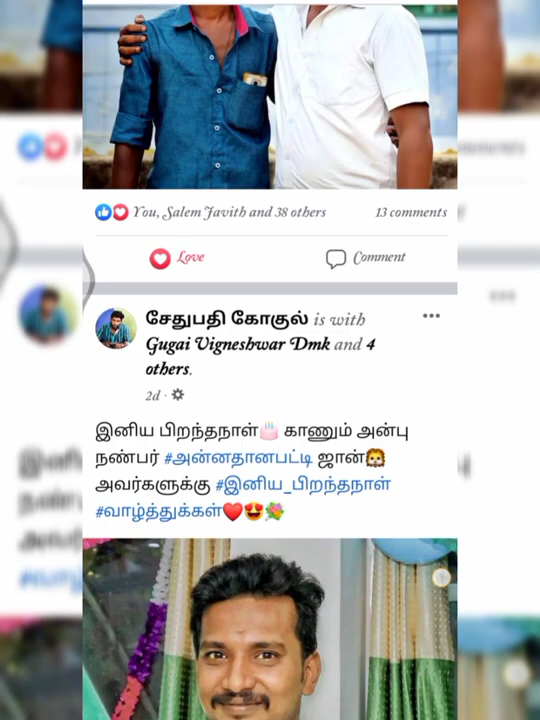 You, Salem Javith and 38 others 13 comments
Love Comment
சேதுபதி கோகுல் is with
Gugai Vigneshwar Dmk and 4
others.
2d ·
இனிய பிறந்தநாள்🎂 காணும் அன்பு
நண்பர் #அன்னதானபட்டி ஜான்🦁
அவர்களுக்கு #இனிய_பிறந்தநாள்
#வாழ்த்துக்கள்❤️😍💐